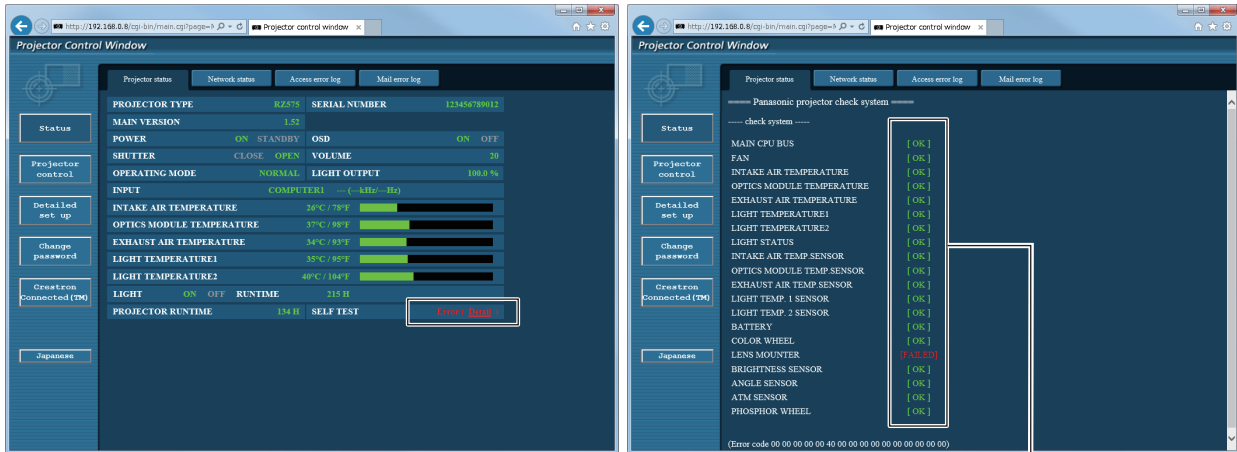 http://192.168.0.8/cgi-bin/main.cgi?page=
Projector control window
Projector Control Window
Projector status
Network status
Access error log
Mail error log
Status
Projector
control
Detailed
set up
Change
password
Crestron
Connected(TM)
Japanese
PROJECTOR TYPE RZ575 SERIAL NUMBER 123456789012
MAIN VERSION 1.52
POWER ON STANDBY OSD ON OFF
SHUTTER CLOSE OPEN VOLUME 20
OPERATING MODE NORMAL LIGHT OUTPUT 100.0 %
INPUT COMPUTER1 --- (---kHz/---Hz)
INTAKE AIR TEMPERATURE 26°C / 78°F
OPTICS MODULE TEMPERATURE 37°C / 98°F
EXHAUST AIR TEMPERATURE 34°C / 93°F
LIGHT TEMPERATURE1 35°C / 95°F
LIGHT TEMPERATURE2 40°C / 104°F
LIGHT ON OFF RUNTIME 215 H
PROJECTOR RUNTIME 134 H SELF TEST Error
http://192.168.0.8/cgi-bin/main.cgi?page=
Projector control window
Projector Control Window
Projector status
Network status
Access error log
Mail error log
Status
Projector
control
Detailed
set up
Change
password
Crestron
Connected(TM)
Japanese
==== Panasonic projector check system ====
----- check system -----
MAIN CPU BUS [ OK ]
FAN [ OK ]
INTAKE AIR TEMPERATURE [ OK ]
OPTICS MODULE TEMPERATURE [ OK ]
EXHAUST AIR TEMPERATURE [ OK ]
LIGHT TEMPERATURE1 [ OK ]
LIGHT TEMPERATURE2 [ OK ]
LIGHT STATUS [ OK ]
INTAKE AIR TEMP.SENSOR [ OK ]
OPTICS MODULE TEMP.SENSOR [ OK ]
EXHAUST AIR TEMP.SENSOR [ OK ]
LIGHT TEMP. 1 SENSOR [ OK ]
LIGHT TEMP. 2 SENSOR [ OK ]
BATTERY [ OK ]
COLOR WHEEL [ OK ]
LENS MOUNTER [FAILED]
BRIGHTNESS SENSOR [ OK ]
ANGLE SENSOR [ OK ]
ATM SENSOR [ OK ]
PHOSPHOR WHEEL [ OK ]
(Error code 00 00 00 00 00 40 00 00 00 00 00 00 00 00 00 00)